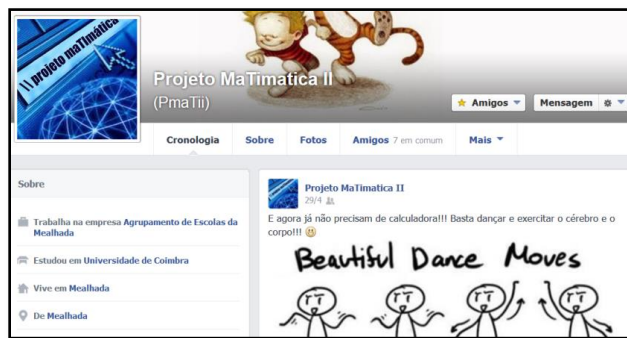 \\ projeto maTImática
Projeto MaTimatica II
(PmaTii)
Amigos
Mensagem
Cronologia
Sobre
Fotos
Amigos 7 em comum
Mais
Sobre
Trabalha na empresa Agrupamento de Escolas da
Mealhada
Estudou em Universidade de Coimbra
Vive em Mealhada
De Mealhada
Projeto MaTimatica II
29/4
E agora já não precisam de calculadora!!! Basta dançar e exercitar o cérebro e o
corpo!!!
Beautiful Dance Moves